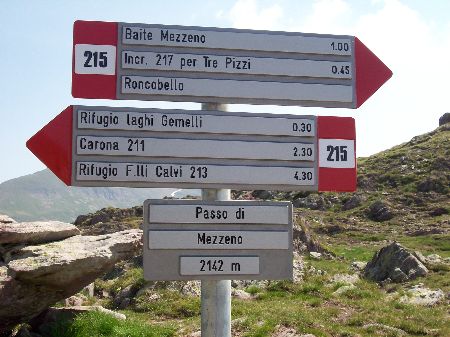 215
Baite Mezzeno 1.00
Incr. 217 per Tre Pizzi 0.45
Roncobello
Rifugio laghi Gemelli 0.30
Carona 211 2.30
Rifugio F.lli Calvi 213 4.30
215
Passo di
Mezzeno
2142 m